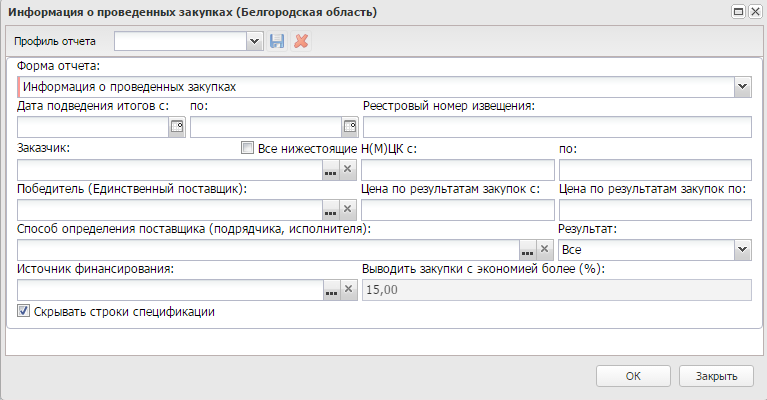 Информация о проведенных закупках (Белгородская область)
Профиль отчета
Форма отчета:
Информация о проведенных закупках
Дата подведения итогов с: по: Реестровый номер извещения:
Заказчик: Все нижестоящие Н(М)ЦК с: по:
Победитель (Единственный поставщик): Цена по результатам закупок с: Цена по результатам закупок по:
Способ определения поставщика (подрядчика, исполнителя): Результат:
Все
Источник финансирования: Выводить закупки с экономией более (%):
15,00
Скрывать строки спецификации
ОК Закрыть